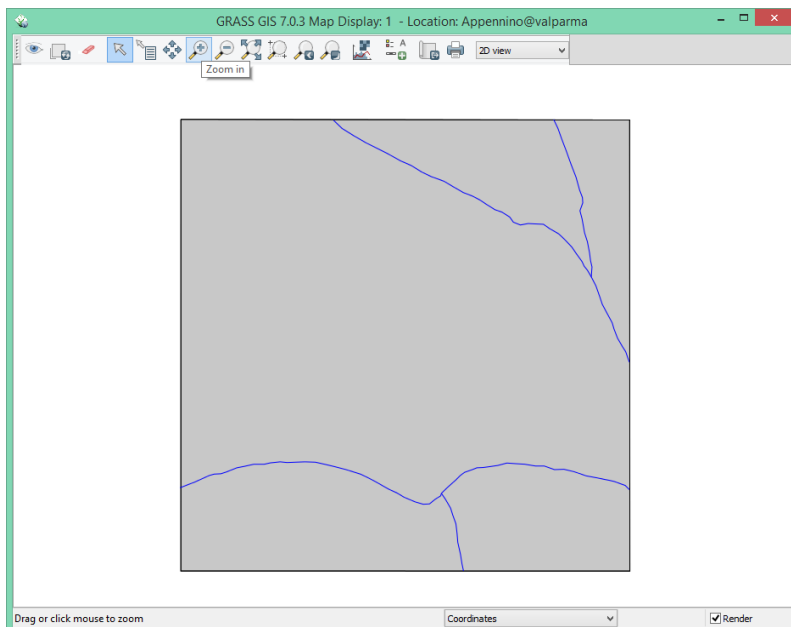 GRASS GIS 7.0.3 Map Display: 1 - Location: Appennino@valparma
2D view
Zoom in
Drag or click mouse to zoom
Coordinates
Render